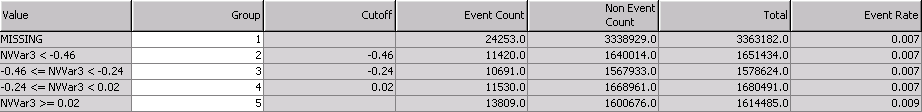 Value Group Cutoff Event Count Non Event Count Total Event Rate
MISSING 1 24253.0 3338929.0 3363182.0 0.007
NVVar3 < -0.46 2 -0.46 11420.0 1640014.0 1651434.0 0.007
-0.46 <= NVVar3 < -0.24 3 -0.24 10691.0 1567933.0 1578624.0 0.007
-0.24 <= NVVar3 < 0.02 4 0.02 11530.0 1668961.0 1680491.0 0.007
NVVar3 >= 0.02 5 13809.0 1600676.0 1614485.0 0.009